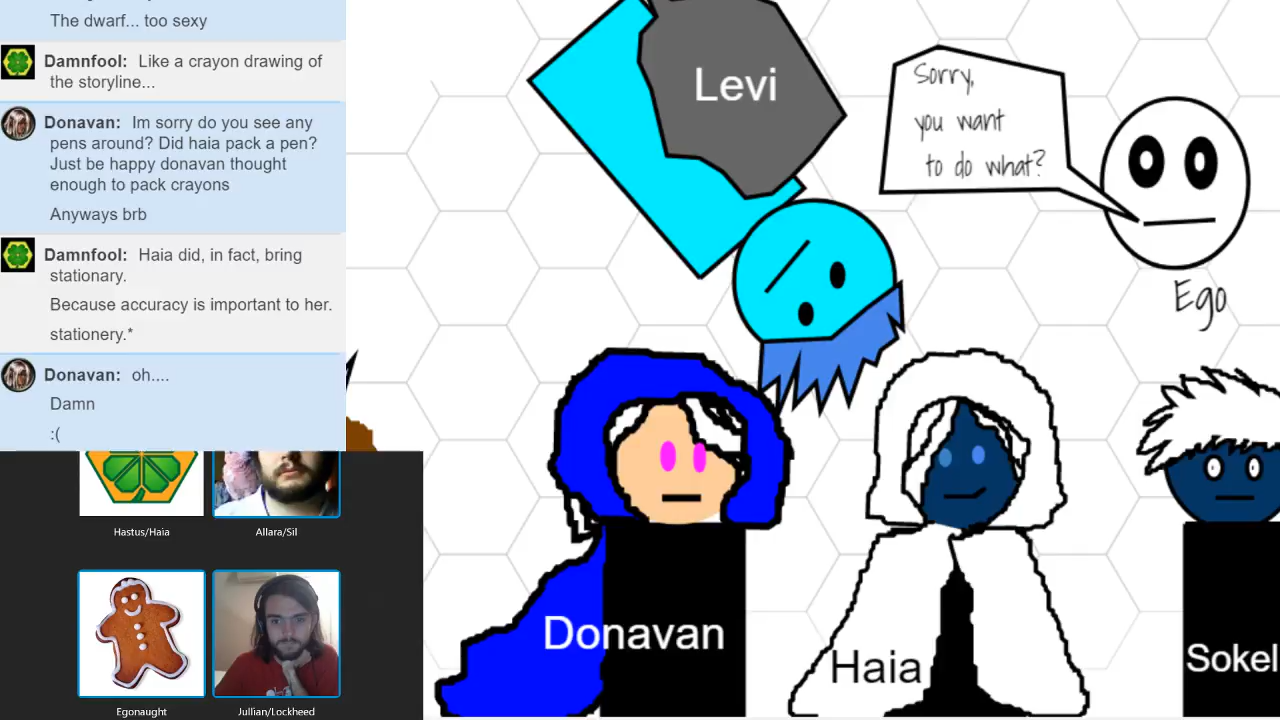 The dwarf... too sexy
Damnfool: Like a crayon drawing of
the storyline...
Donavan: Im sorry do you see any
pens around? Did haia pack a pen?
Just be happy donavan thought
enough to pack crayons
Anyways brb
Damnfool: Haia did, in fact, bring
stationary.
Because accuracy is important to her.
stationery.*
Donavan: oh....
Damn
:(
Hastus/Haia
Allara/Sil
Egonaught
Jullian/Lockheed
Levi
Sorry,
you want
to do what?
Ego
Donavan
Haia
Sokel